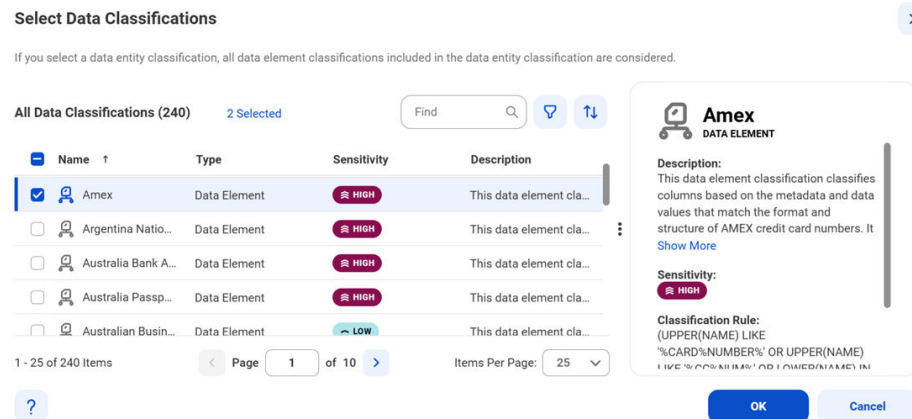 Select Data Classifications
If you select a data entity classification, all data element classifications included in the data entity classification are considered.
All Data Classifications (240) 2 Selected Find
Name ↑ Type Sensitivity Description
Amex Data Element HIGH This data element cla...
Argentina Natio... Data Element HIGH This data element cla...
Australia Bank A... Data Element HIGH This data element cla...
Australia Passp... Data Element HIGH This data element cla...
Australian Busin... Data Element LOW This data element cla...
1 - 25 of 240 Items Page 1 of 10 Items Per Page: 25
Amex
DATA ELEMENT
Description:
This data element classification classifies
columns based on the metadata and data
values that match the format and
structure of AMEX credit card numbers. It
Show More
Sensitivity:
HIGH
Classification Rule:
(UPPER(NAME) LIKE
'%CARD%NUMBER%' OR UPPER(NAME)
LIKE '%CC%NUM%' OR LOWER(NAME) IN
? OK Cancel